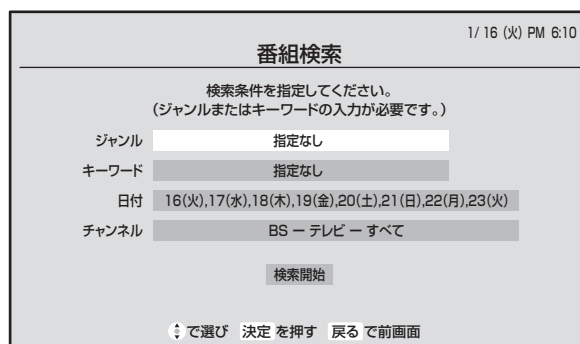 1/ 16 (火) PM 6:10
番組検索
検索条件を指定してください。
(ジャンルまたはキーワードの入力が必要です。)
ジャンル 指定なし
キーワード 指定なし
日付 16(火),17(水),18(木),19(金),20(土),21(日),22(月),23(火)
チャンネル BS ー テレビ ー すべて
検索開始
で選び 決定 を押す 戻る で前画面